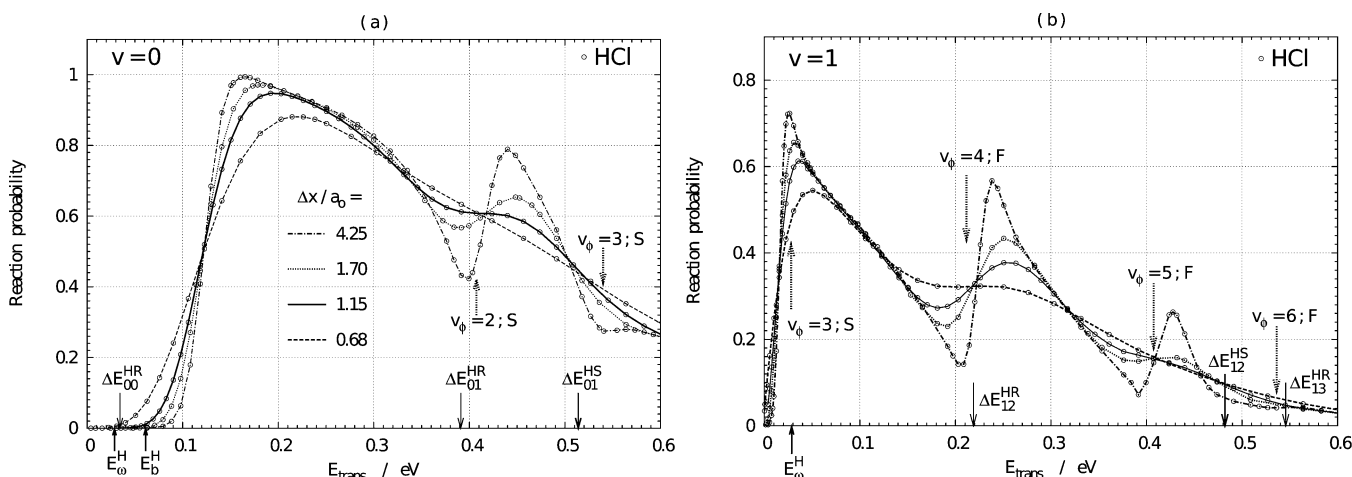 (a)
v=0
HCl
Reaction probability
1
0.8
0.6
0.4
0.2
0
Δx/a₀=
4.25
1.70
1.15
0.68
v_ϕ=3;S
v_ϕ=2;S
ΔE₀₀^HR
ΔE₀₁^HR
ΔE₀₁^HS
0 0.1 0.2 0.3 0.4 0.5 0.6
E_ω^H E_b^H
E_trans / eV
(b)
v=1
HCl
Reaction probability
0.8
0.6
0.4
0.2
0
v_ϕ=4;F
v_ϕ=3;S
v_ϕ=5;F
v_ϕ=6;F
ΔE₁₂^HR
ΔE₁₂^HS
ΔE₁₃^HR
0 0.1 0.2 0.3 0.4 0.5 0.6
E_ω^H
E_trans / eV